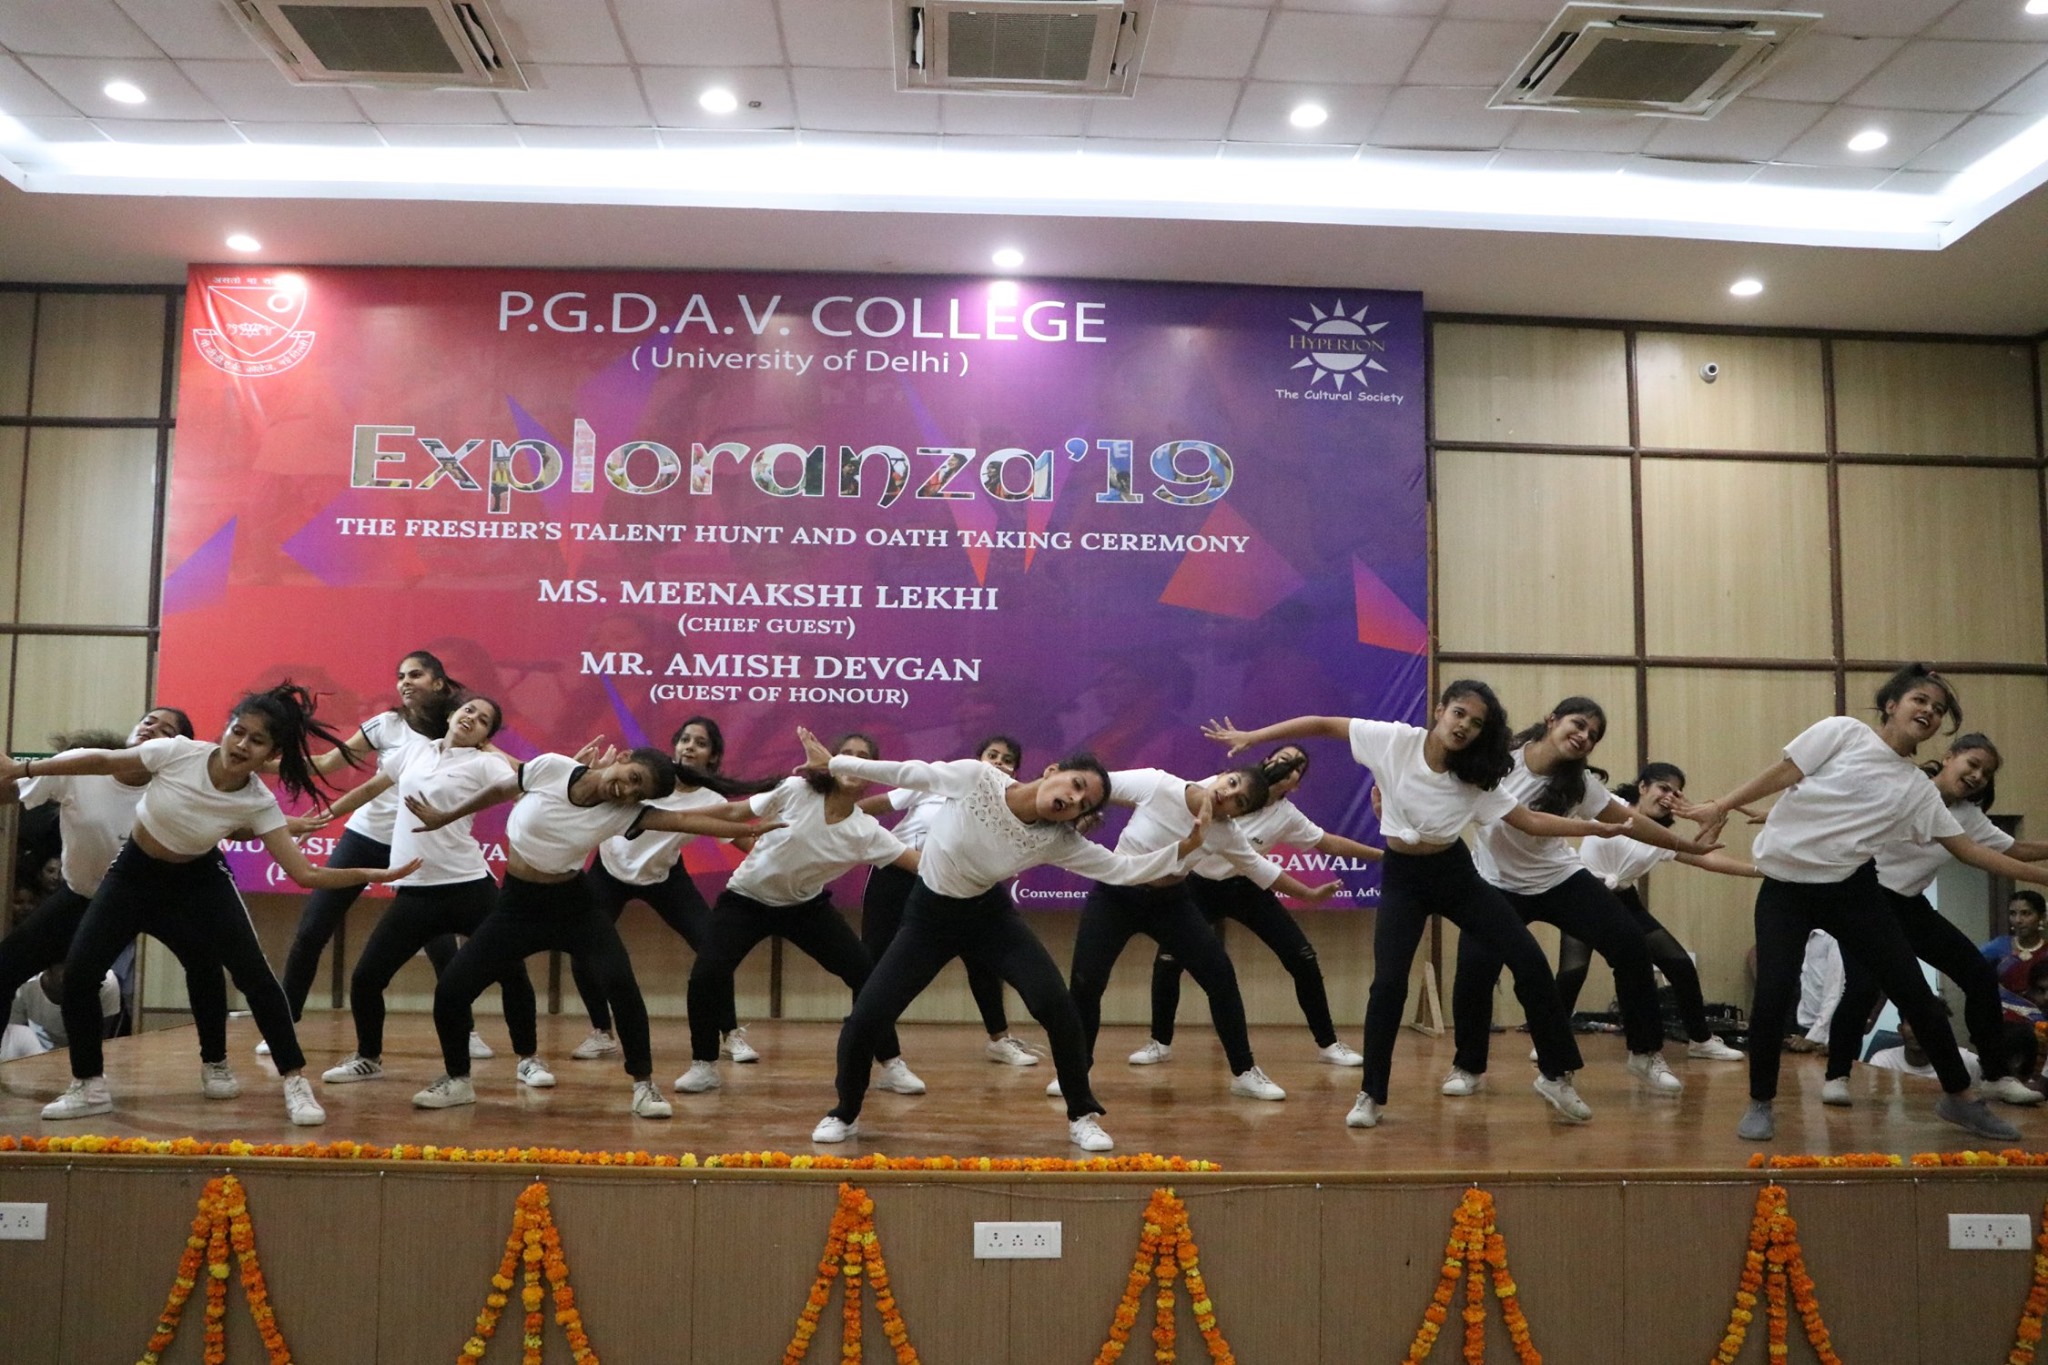 असतो मा
P.G.D.A.V. COLLEGE
( University of Delhi )
HYPERION
The Cultural Society
Exploranza'19
THE FRESHER'S TALENT HUNT AND OATH TAKING CEREMONY
MS. MEENAKSHI LEKHI
(CHIEF GUEST)
MR. AMISH DEVGAN
(GUEST OF HONOUR)
RAWAL
(Convener